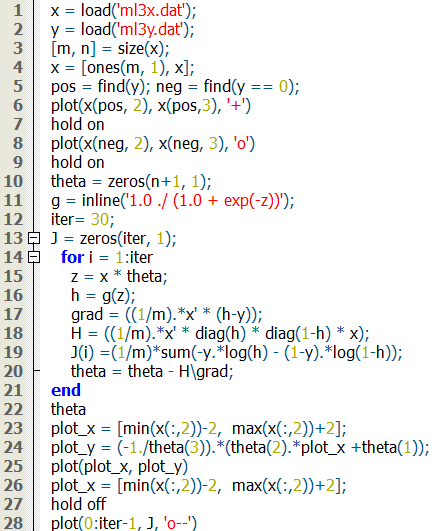 1 x = load('ml3x.dat');
2 y = load('ml3y.dat');
3 [m, n] = size(x);
4 x = [ones(m, 1), x];
5 pos = find(y); neg = find(y == 0);
6 plot(x(pos, 2), x(pos,3), '+')
7 hold on
8 plot(x(neg, 2), x(neg, 3), 'o')
9 hold on
10 theta = zeros(n+1, 1);
11 g = inline('1.0 ./ (1.0 + exp(-z))');
12 iter= 30;
13 J = zeros(iter, 1);
14 for i = 1:iter
15 z = x * theta;
16 h = g(z);
17 grad = ((1/m).*x' * (h-y));
18 H = ((1/m).*x' * diag(h) * diag(1-h) * x);
19 J(i) =(1/m)*sum(-y.*log(h) - (1-y).*log(1-h));
20 theta = theta - H\grad;
21 end
22 theta
23 plot_x = [min(x(:,2))-2, max(x(:,2))+2];
24 plot_y = (-1./theta(3)).*(theta(2).*plot_x +theta(1));
25 plot(plot_x, plot_y)
26 plot_x = [min(x(:,2))-2, max(x(:,2))+2];
27 hold off
28 plot(0:iter-1, J, 'o--')